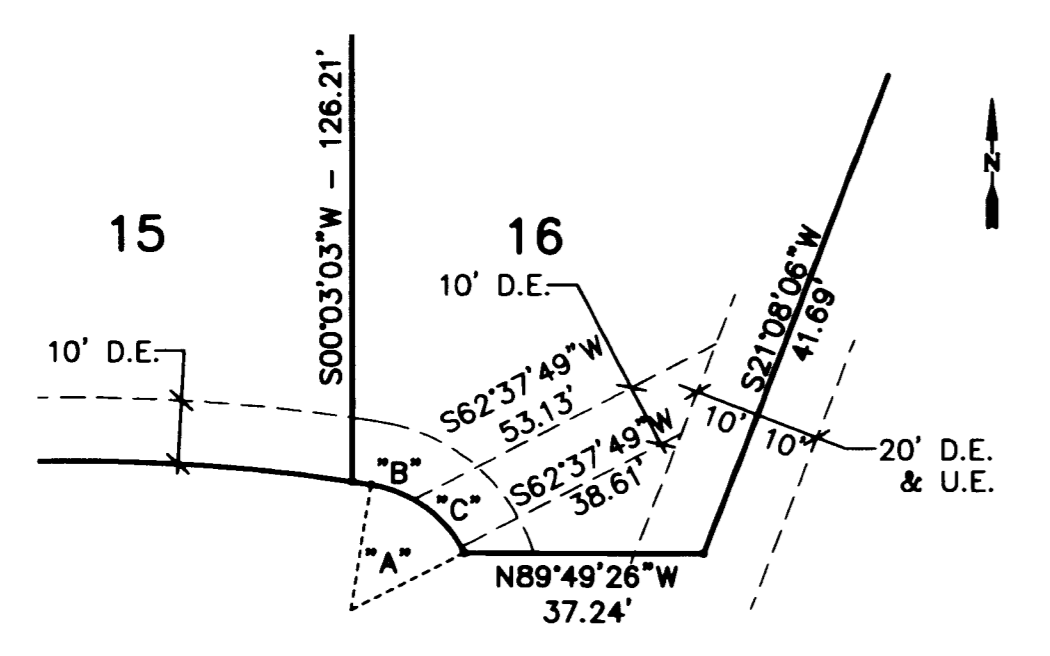 S00°03'03"W - 126.21'
N
15
16
10' D.E.
10' D.E.
S21°08'06"W
41.69'
S62°37'49"W
53.13'
10'
10'
"B"
S62°37'49"W
38.61'
20' D.E.
& U.E.
"C"
"A"
N89°49'26"W
37.24'